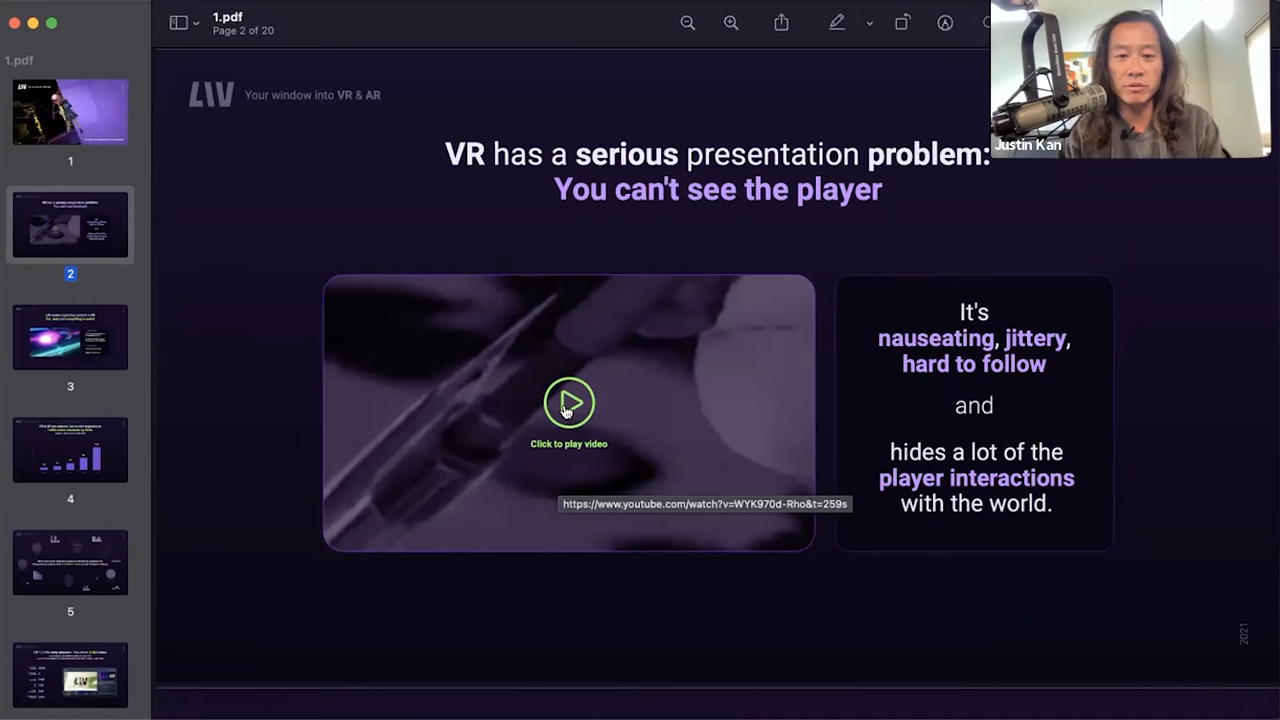 1.pdf
Page 2 of 20
1.pdf
1
2
3
4
5
LIV
Your window into VR & AR
VR has a serious presentation problem:
You can't see the player
Click to play video
https://www.youtube.com/watch?v=WYK970d-Rho&t=259s
It's
nauseating, jittery,
hard to follow
and
hides a lot of the
player interactions
with the world.
2021
Justin Kan